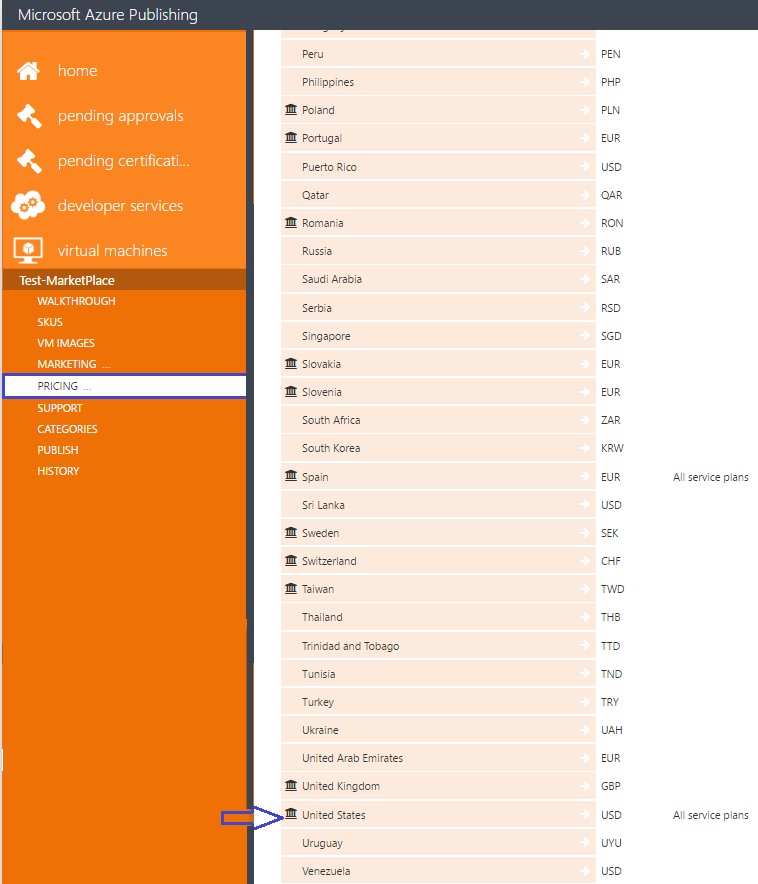 Microsoft Azure Publishing
home
pending approvals
pending certificati...
developer services
virtual machines
Test-MarketPlace
WALKTHROUGH
SKUS
VM IMAGES
MARKETING ...
PRICING ...
SUPPORT
CATEGORIES
PUBLISH
HISTORY
Peru PEN
Philippines PHP
Poland PLN
Portugal EUR
Puerto Rico USD
Qatar QAR
Romania RON
Russia RUB
Saudi Arabia SAR
Serbia RSD
Singapore SGD
Slovakia EUR
Slovenia EUR
South Africa ZAR
South Korea KRW
Spain EUR All service plans
Sri Lanka USD
Sweden SEK
Switzerland CHF
Taiwan TWD
Thailand THB
Trinidad and Tobago TTD
Tunisia TND
Turkey TRY
Ukraine UAH
United Arab Emirates EUR
United Kingdom GBP
United States USD All service plans
Uruguay UYU
Venezuela USD